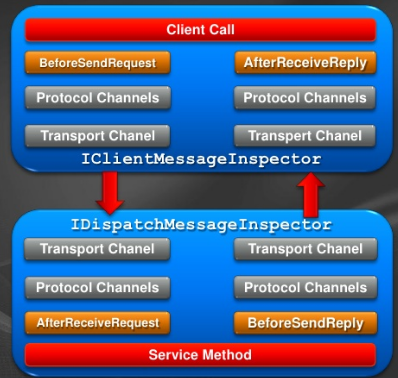 Client Call
BeforeSendRequest AfterReceiveReply
Protocol Channels Protocol Channels
Transport Chanel Transpert Chanel
IClientMessageInspector
IDispatchMessageInspector
Transport Chanel Transport Chanel
Protocol Channels Protocol Channels
AfterReceiveRequest BeforeSendReply
Service Method